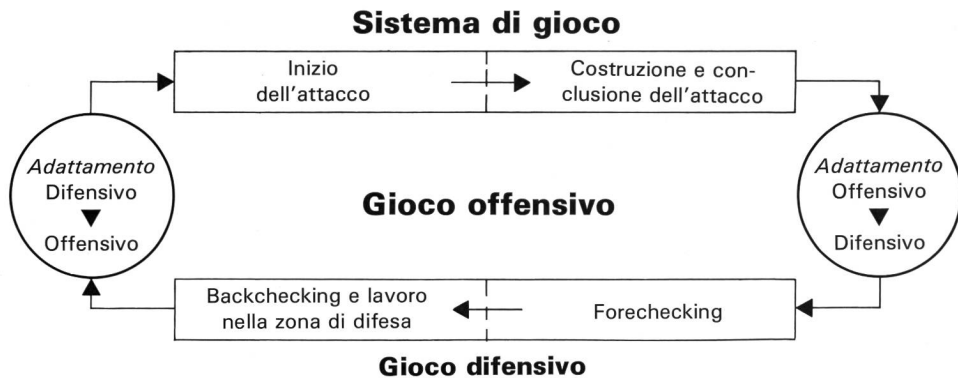 Sistema di gioco
Inizio
dell'attacco
Costruzione e con-
clusione dell'attacco
Adattamento
Difensivo
Offensivo
Gioco offensivo
Adattamento
Offensivo
Difensivo
Backchecking e lavoro
nella zona di difesa
Forechecking
Gioco difensivo